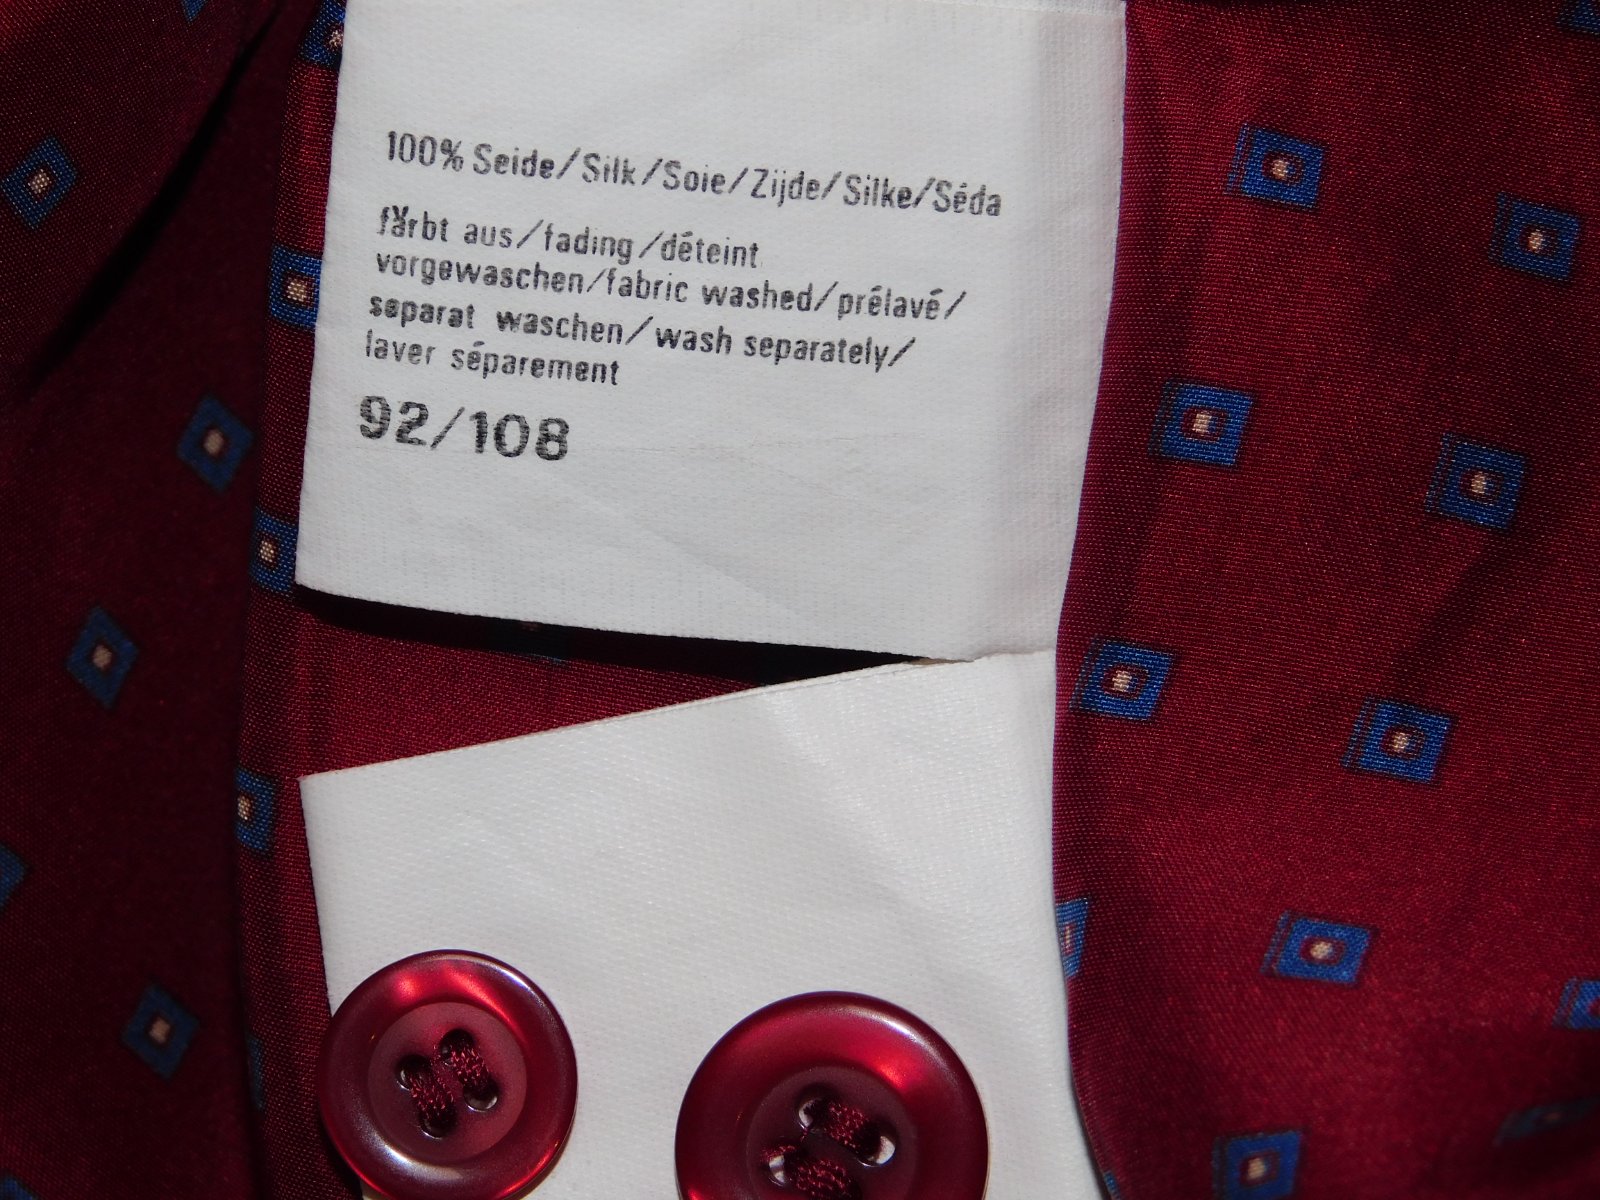 100% Seide/Silk/Soie/Zijde/Silke/Séda
färbt aus/fading/déteint
vorgewaschen/fabric washed/prélavé/
separat waschen/wash separately/
laver séparement
92/108